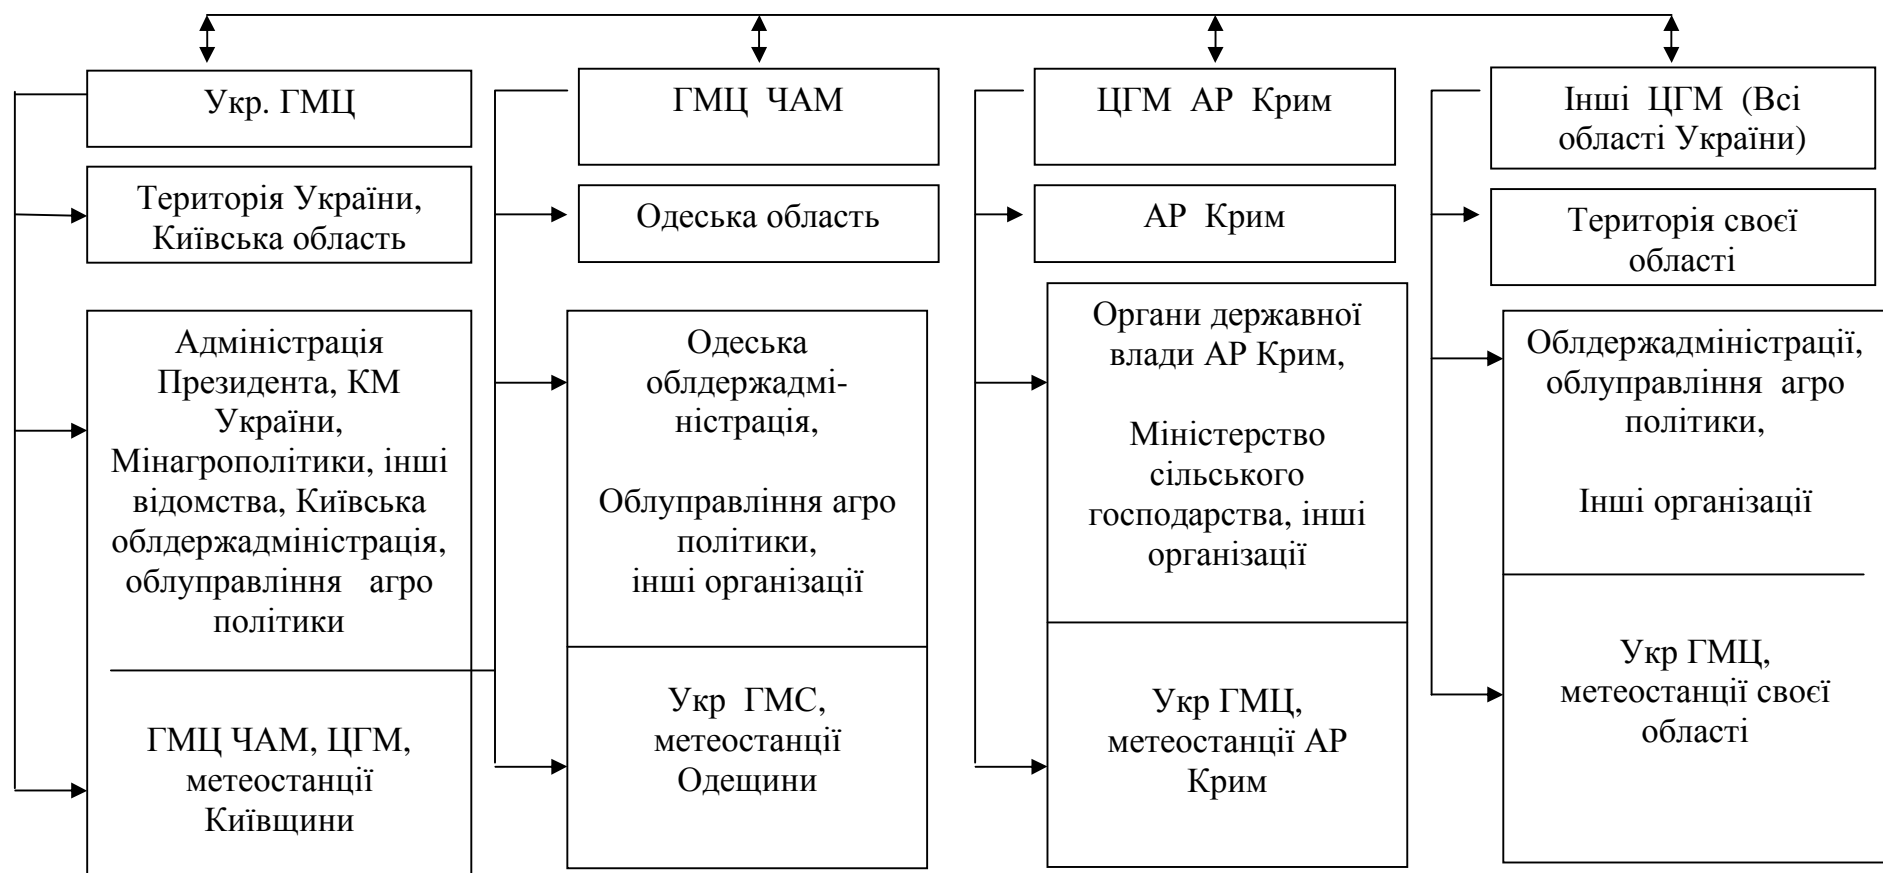 Укр. ГМЦ
Територія України,
Київська область
Адміністрація
Президента, КМ
України,
Мінагрополітики, інші
відомства, Київська
облдержадміністрація,
облуправління агро
політики
ГМЦ ЧАМ, ЦГМ,
метеостанції
Київщини
ГМЦ ЧАМ
Одеська область
Одеська
облдержадмі-
ністрація,
Облуправління агро
політики,
інші організації
Укр ГМС,
метеостанції
Одещини
ЦГМ АР Крим
АР Крим
Органи державної
влади АР Крим,
Міністерство
сільського
господарства, інші
організації
Укр ГМЦ,
метеостанції АР
Крим
Інші ЦГМ (Всі
області України)
Територія своєї
області
Облдержадміністрації,
облуправління агро
політики,
Інші організації
Укр ГМЦ,
метеостанції своєї
області